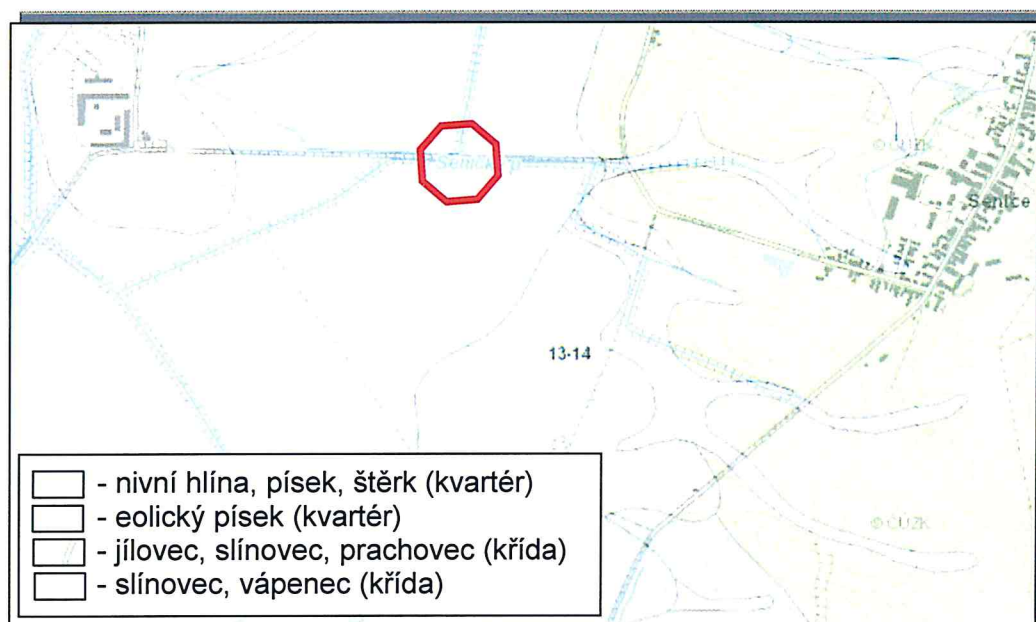 © ČÚZK
Senice
13-14
- nivní hlína, písek, štěrk (kvartér)
- eolický písek (kvartér)
© ČÚZK
- jílovec, slínovec, prachovec (křída)
- slínovec, vápenec (křída)